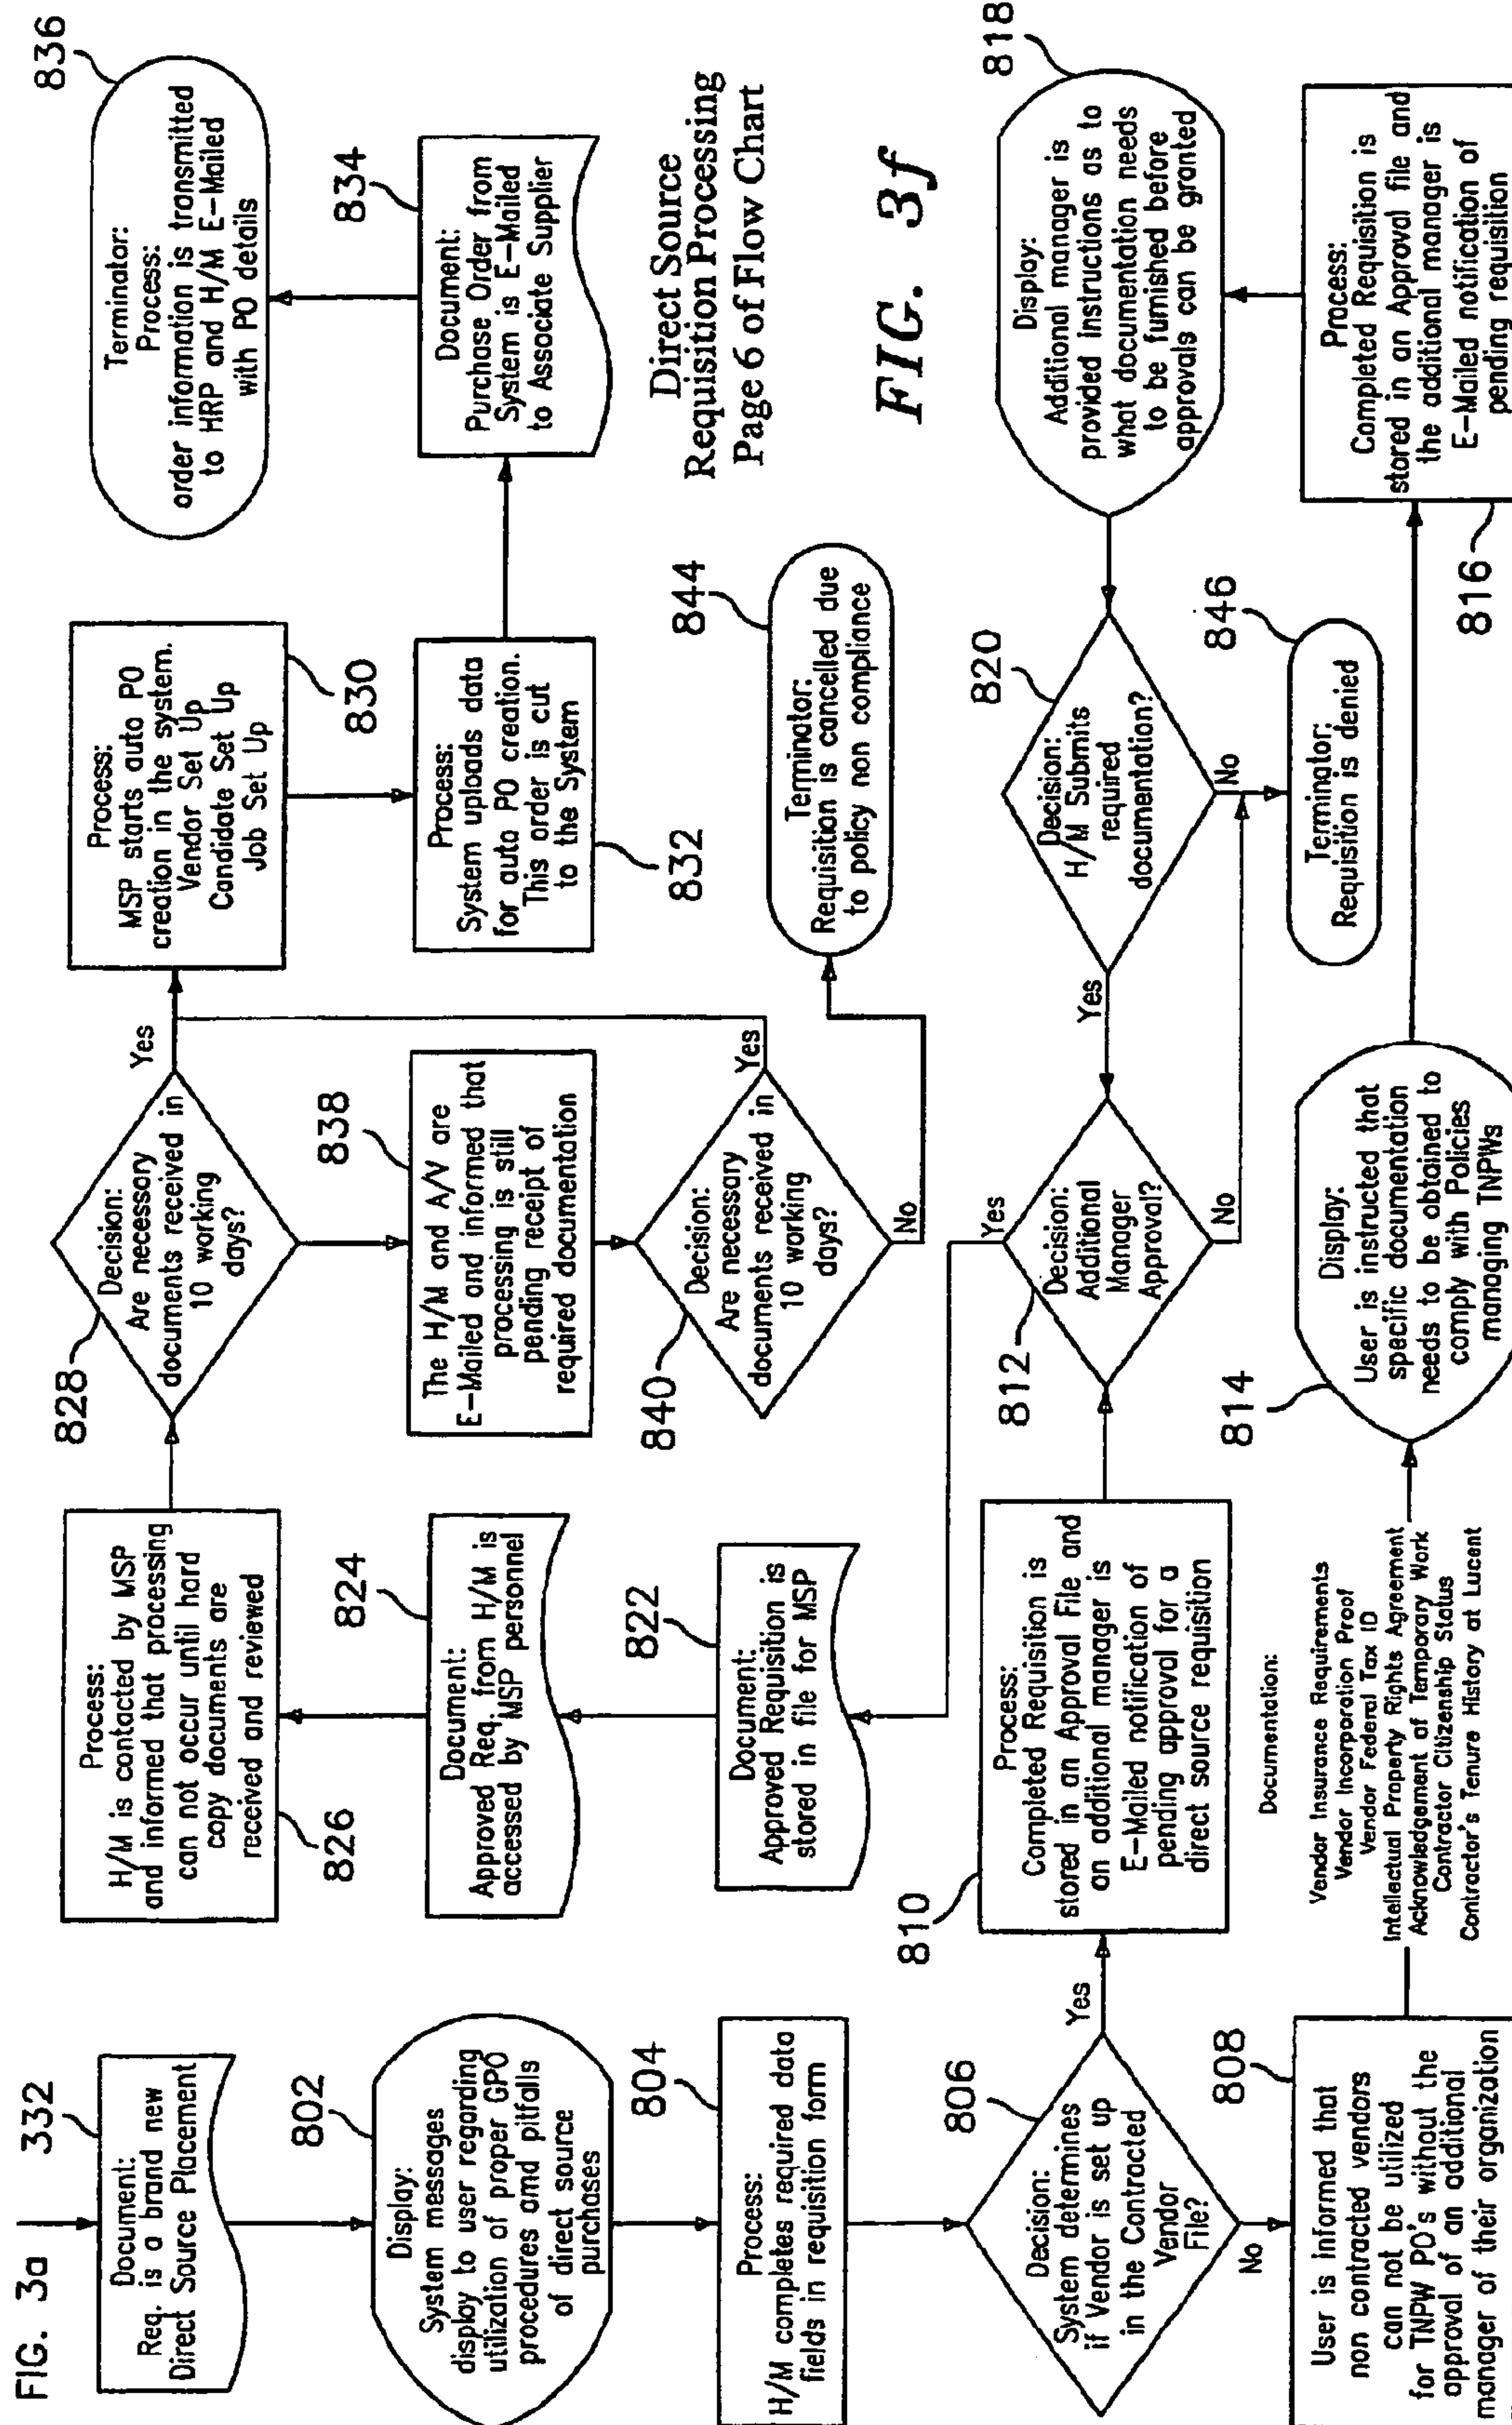 FIG. 3a
332
Document:
Req. is a brand new
Direct Source Placement
802
Display:
System messages
display to user regarding
utilization of proper GPO
procedures amd pitfalls
of direct source
purchases
804
Process:
H/M completes required data
fields in requisition form
806
Decision:
System determines
if Vendor is set up
in the Contracted
Vendor
File?
Yes
No
808
User is informed that
non contracted vendors
can not be utilized
for TNPW PO's without the
approval of an additional
manager of their organization
810
Process:
Completed Requisition is
stored in an Approval File and
an additional manager is
E-Mailed notification of
pending approval for a
direct source requisition
Documentation:
Vendor Insurance Requirements
Vendor Incorporation Proof
Vendor Federal Tax ID
Intellectual Property Rights Agreement
Acknowledgement of Temporary Work
Contractor Citizenship Status
Contractor's Tenure History at Lucent
812
Decision:
Additional
Manager
Approval?
Yes
No
814
Display:
User is instructed that
specific documentation
needs to be obtained to
comply with Policies
managing TNPWs
816
Process:
Completed Requisition is
stored in an Approval file and
the additional manager is
E-Mailed notification of
pending requisition
818
Display:
Additional manager is
provided instructions as to
what documentation needs
to be furnished before
approvals can be granted
820
Decision:
H/M Submits
required
documentation?
Yes
No
846
Terminator:
Requisition is denied
822
Document:
Approved Requisition is
stored in file for MSP
824
Document:
Approved Req. from H/M is
accessed by MSP personnel
826
Process:
H/M is contacted by MSP
and informed that processing
can not occur until hard
copy documents are
received and reviewed
828
Decision:
Are necessary
documents received in
10 working
days?
Yes
838
The H/M and A/V are
E-Mailed and informed that
processing is still
pending receipt of
required documentation
840
Decision:
Are necessary
documents received in
10 working
days?
Yes
No
844
Terminator:
Requisition is cancelled due
to policy non compliance
830
Process:
MSP starts auto PO
creation in the system.
Vendor Set Up
Candidate Set Up
Job Set Up
832
Process:
System uploads data
for auto PO creation.
This order is cut
to the System
834
Document:
Purchase Order from
System is E-Mailed
to Associate Supplier
836
Terminator:
Process:
order information is transmitted
to HRP and H/M E-Mailed
with PO details
Direct Source
Requisition Processing
Page 6 of Flow Chart
FIG. 3f